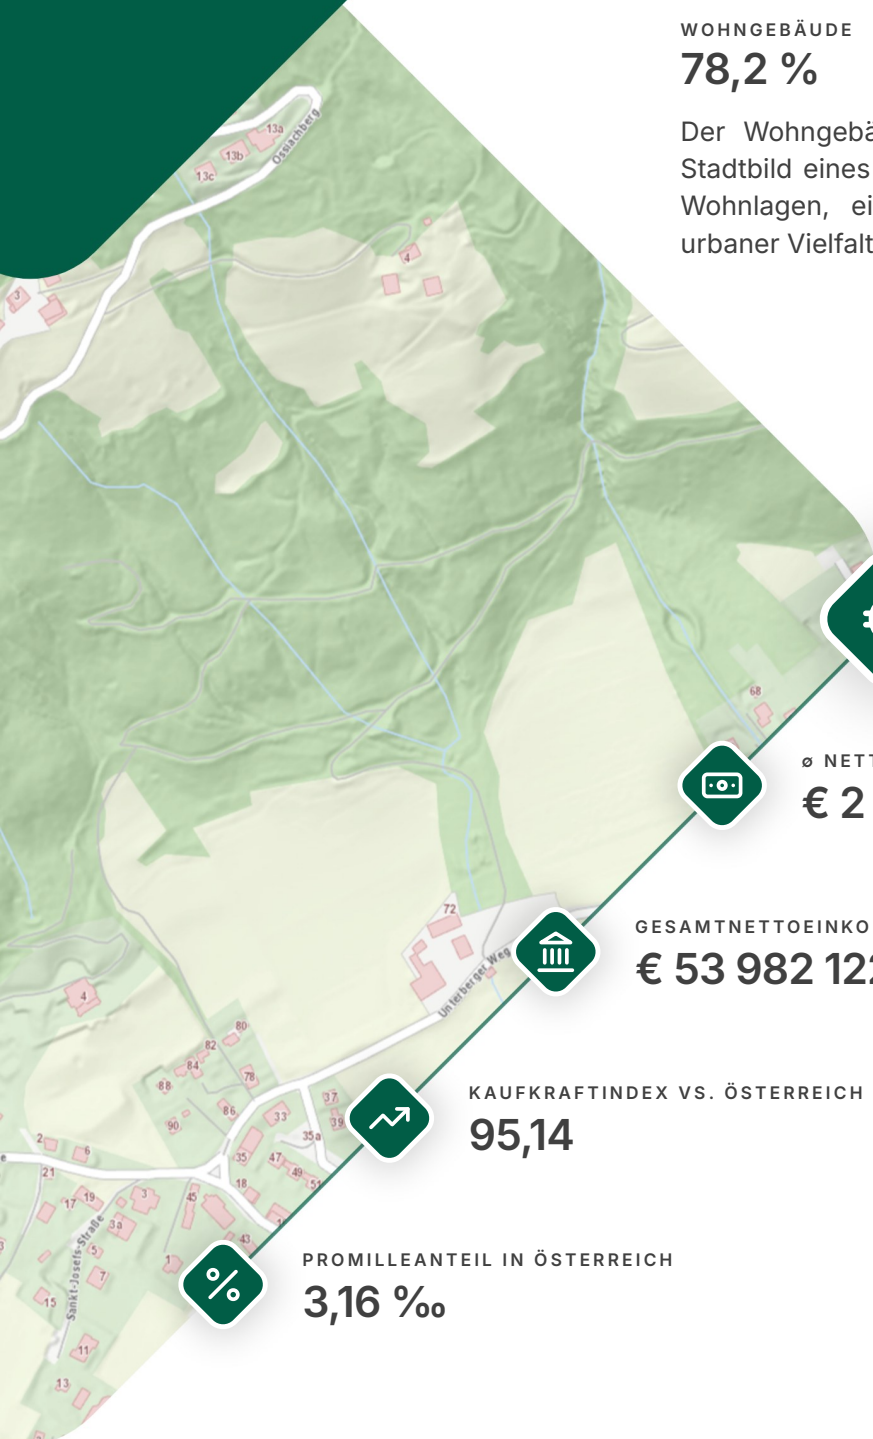 WOHNGEBÄUDE
78,2 %
Der Wohngebä
Stadtbild eines
Wohnlagen, ei
urbaner Vielfalt
13a
13b
13c
Ossiachberg
3
4
68
ø NETT
€ 2
72
GESAMTNETTOEINKO
€ 53 982 122
Unterberger Weg
4
80
82
84
78
88
KAUFKRAFTINDEX VS. ÖSTERREICH
95,14
37
86
33
39
90
35a
2
6
35
47
21
49
51
18
17
19
3
45
3a
43
5
Sankt-Josefs-Straße
1
7
PROMILLEANTEIL IN ÖSTERREICH
3,16 ‰
15
11
13